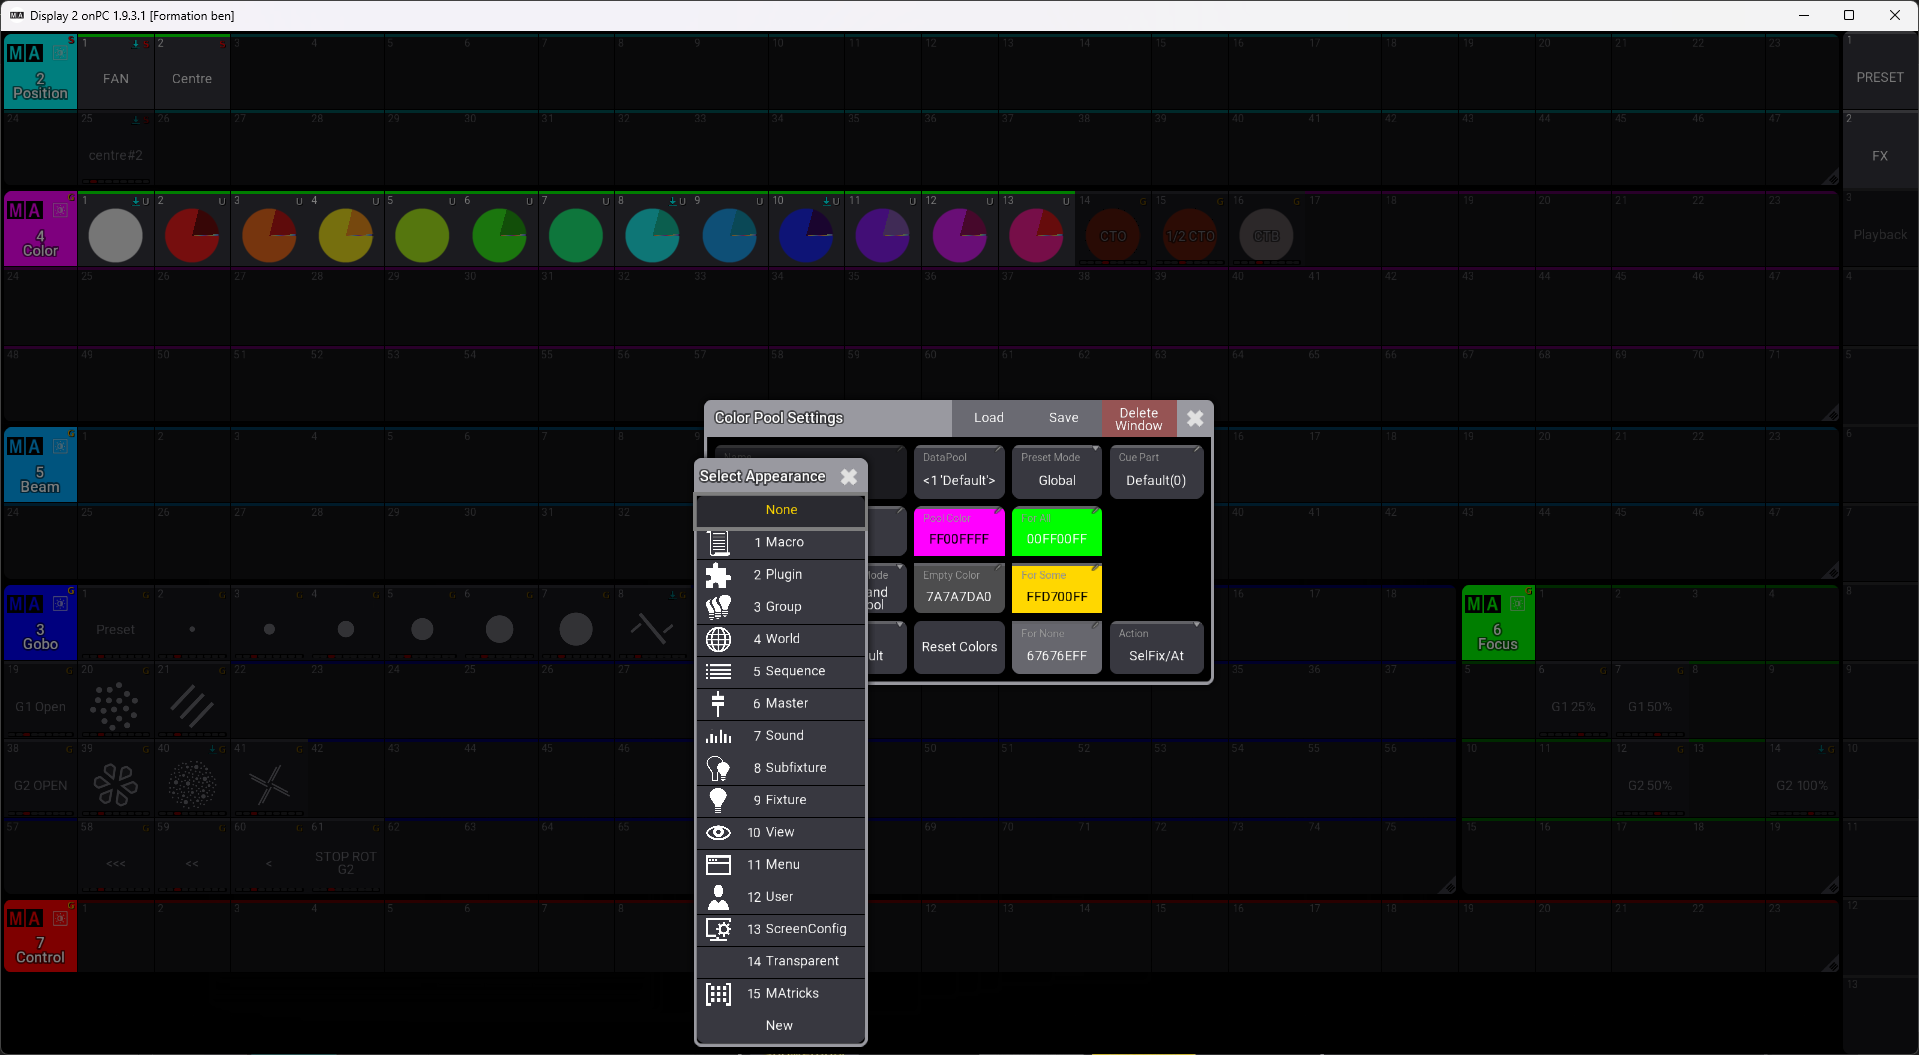 Display 2 onPC 1.9.3.1 [Formation ben]
MA
2
Position
FAN
Centre
centre#2
PRESET
FX
Playback
MA
4
Color
CTO
1/2 CTO
CTB
MA
5
Beam
MA
3
Gobo
Preset
G1 Open
G2 OPEN
<<<
<<
<
STOP ROT
G2
MA
7
Control
MA
6
Focus
G1 25%
G1 50%
G2 50%
G2 100%
Color Pool Settings
Load
Save
Delete
Window
Name
DataPool
<1 'Default'>
Preset Mode
Global
Cue Part
Default(0)
Pool Color
FF00FFFF
For All
00FF00FF
Empty Color
7A7A7DA0
For Some
FFD700FF
Reset Colors
For None
67676EFF
Action
SelFix/At
Select Appearance
None
1 Macro
2 Plugin
3 Group
4 World
5 Sequence
6 Master
7 Sound
8 Subfixture
9 Fixture
10 View
11 Menu
12 User
13 ScreenConfig
14 Transparent
15 MAtricks
New